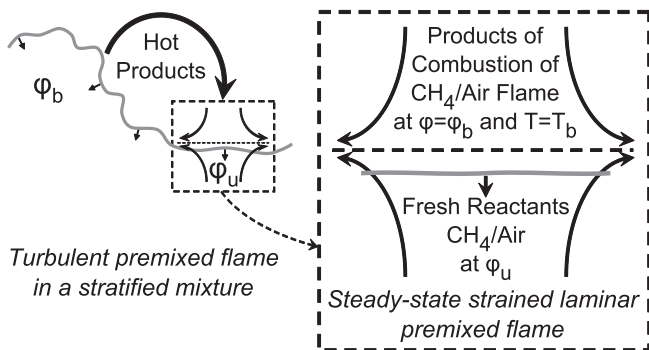 Hot
Products
φb
φu
Turbulent premixed flame
in a stratified mixture
Products of
Combustion of
CH4/Air Flame
at φ=φb and T=Tb
Fresh Reactants
CH4/Air
at φu
Steady-state strained laminar
premixed flame